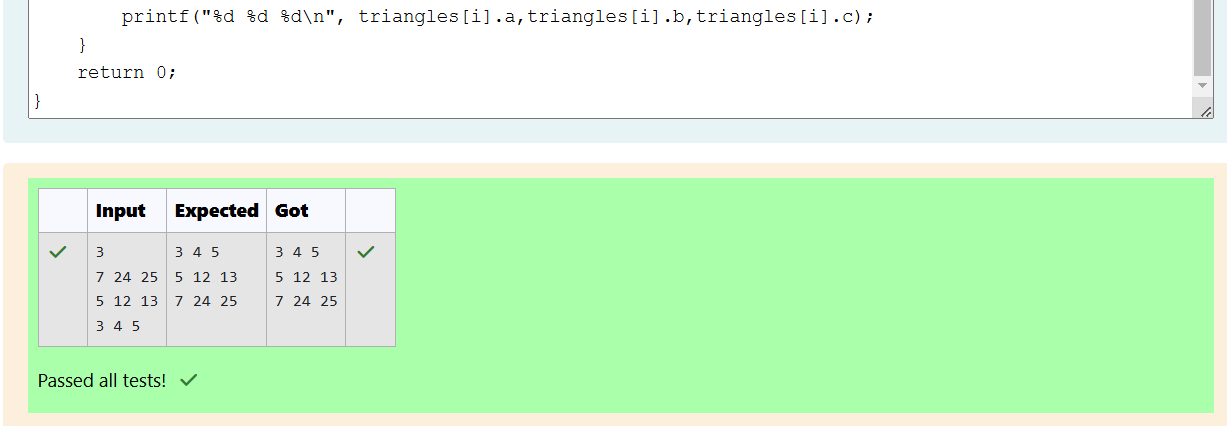 printf("%d %d %d\n", triangles[i].a,triangles[i].b,triangles[i].c);
}
return 0;
}
Input Expected Got
3 3 4 5 3 4 5
7 24 25 5 12 13 5 12 13
5 12 13 7 24 25 7 24 25
3 4 5
Passed all tests!